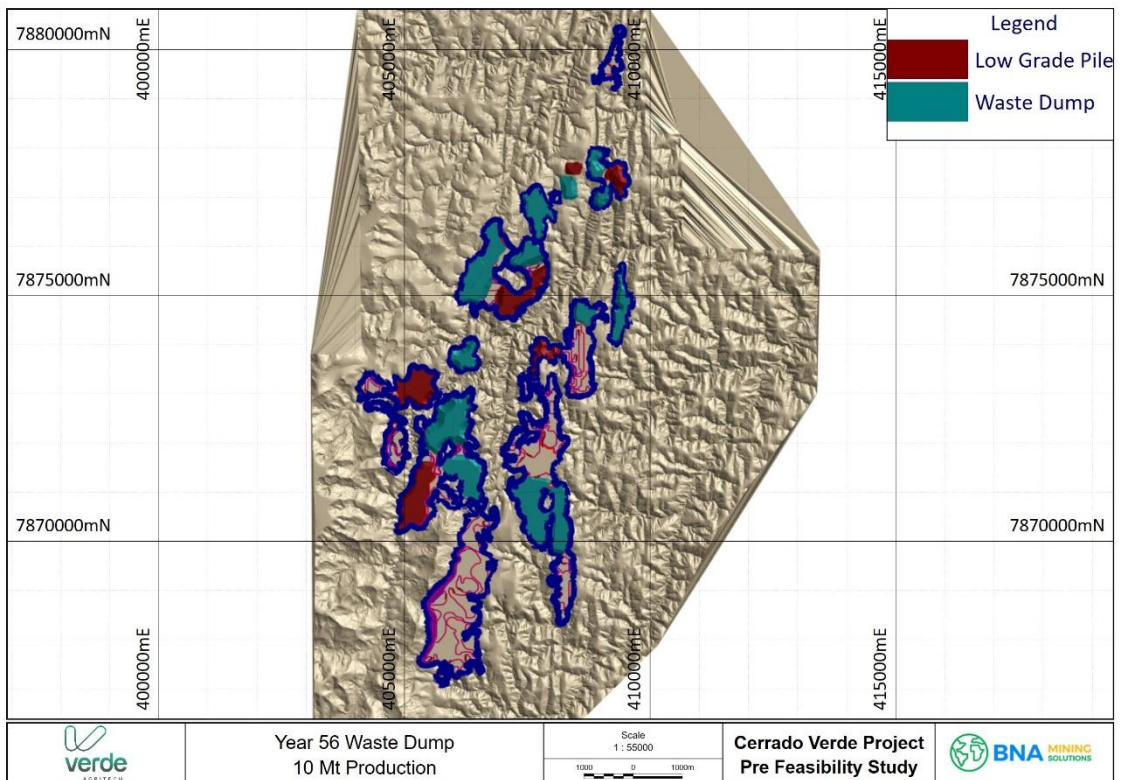 7880000mN
400000mE
405000mE
410000mE
415000mE
Legend
Low Grade Pile
Waste Dump
7875000mN
7875000mN
7870000mN
7870000mN
400000mE
405000mE
410000mE
415000mE
verde
AGRITECH
Year 56 Waste Dump
10 Mt Production
Scale
1 : 55000
1000 0 1000m
Cerrado Verde Project
Pre Feasibility Study
BNA MINING
SOLUTIONS